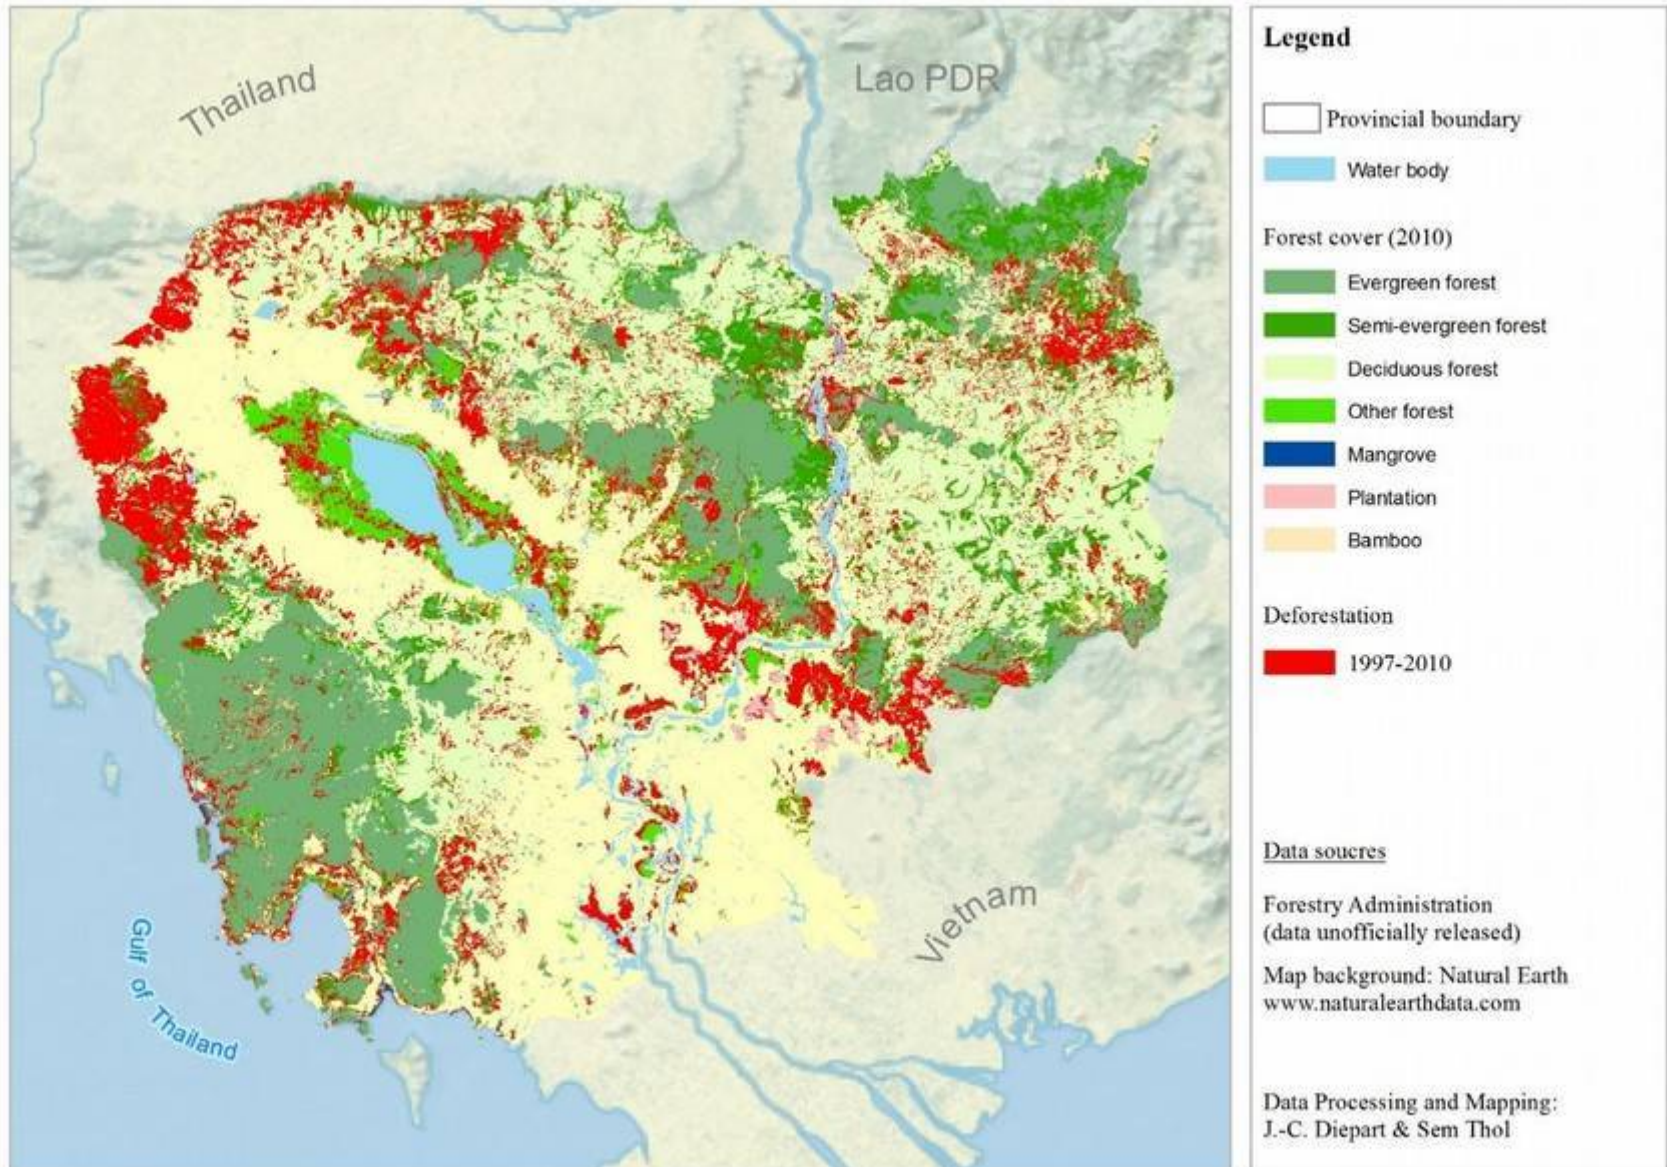 Thailand
Lao PDR
Vietnam
Gulf of Thailand
Legend
Provincial boundary
Water body
Forest cover (2010)
Evergreen forest
Semi-evergreen forest
Deciduous forest
Other forest
Mangrove
Plantation
Bamboo
Deforestation
1997-2010
Data soucres
Forestry Administration
(data unofficially released)
Map background: Natural Earth
www.naturalearthdata.com
Data Processing and Mapping:
J.-C. Diepart & Sem Thol